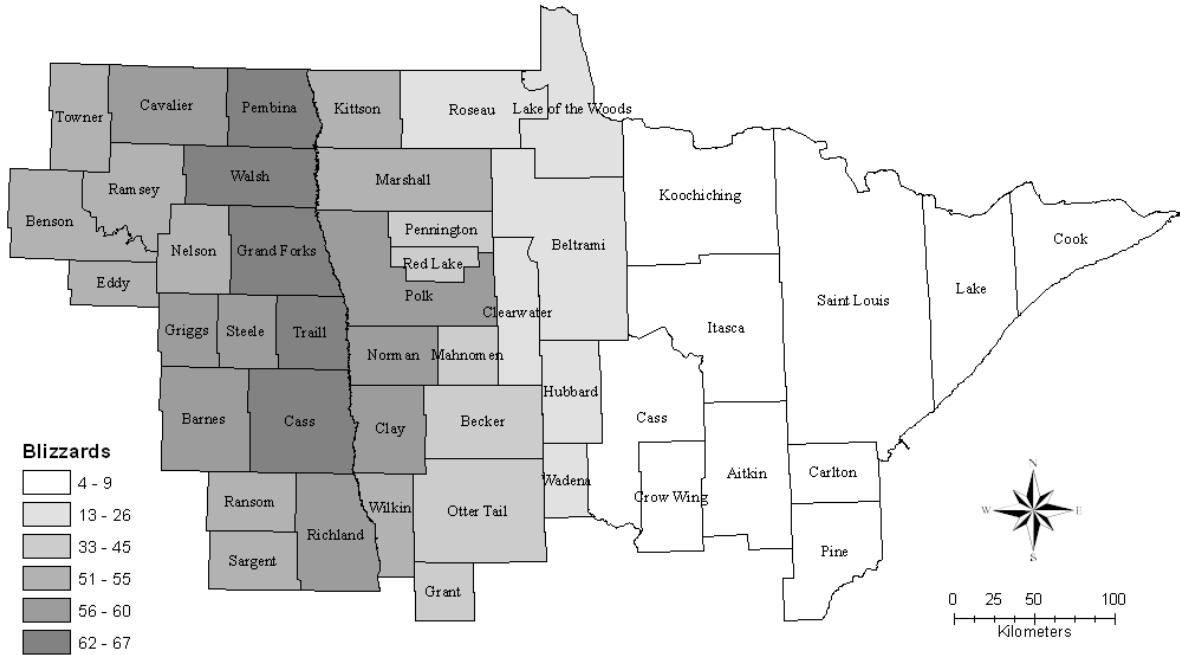 Towner
Cavalier
Pembina
Kittson
Roseau
Lake of the Woods
Benson
Ramsey
Walsh
Marshall
Koochiching
Nelson
Grand Forks
Pennington
Beltrami
Red Lake
Cook
Eddy
Polk
Clearwater
Lake
Saint Louis
Griggs
Steele
Traill
Norman
Mahnomen
Itasca
Hubbard
Barnes
Cass
Clay
Becker
Cass
Wadena
Aitkin
Carlton
Crow Wing
Ransom
Wilkin
Otter Tail
Richland
Sargent
Grant
Pine
Blizzards
4 - 9
13 - 26
33 - 45
51 - 55
56 - 60
62 - 67
N
W E
S
0 25 50 100
Kilometers